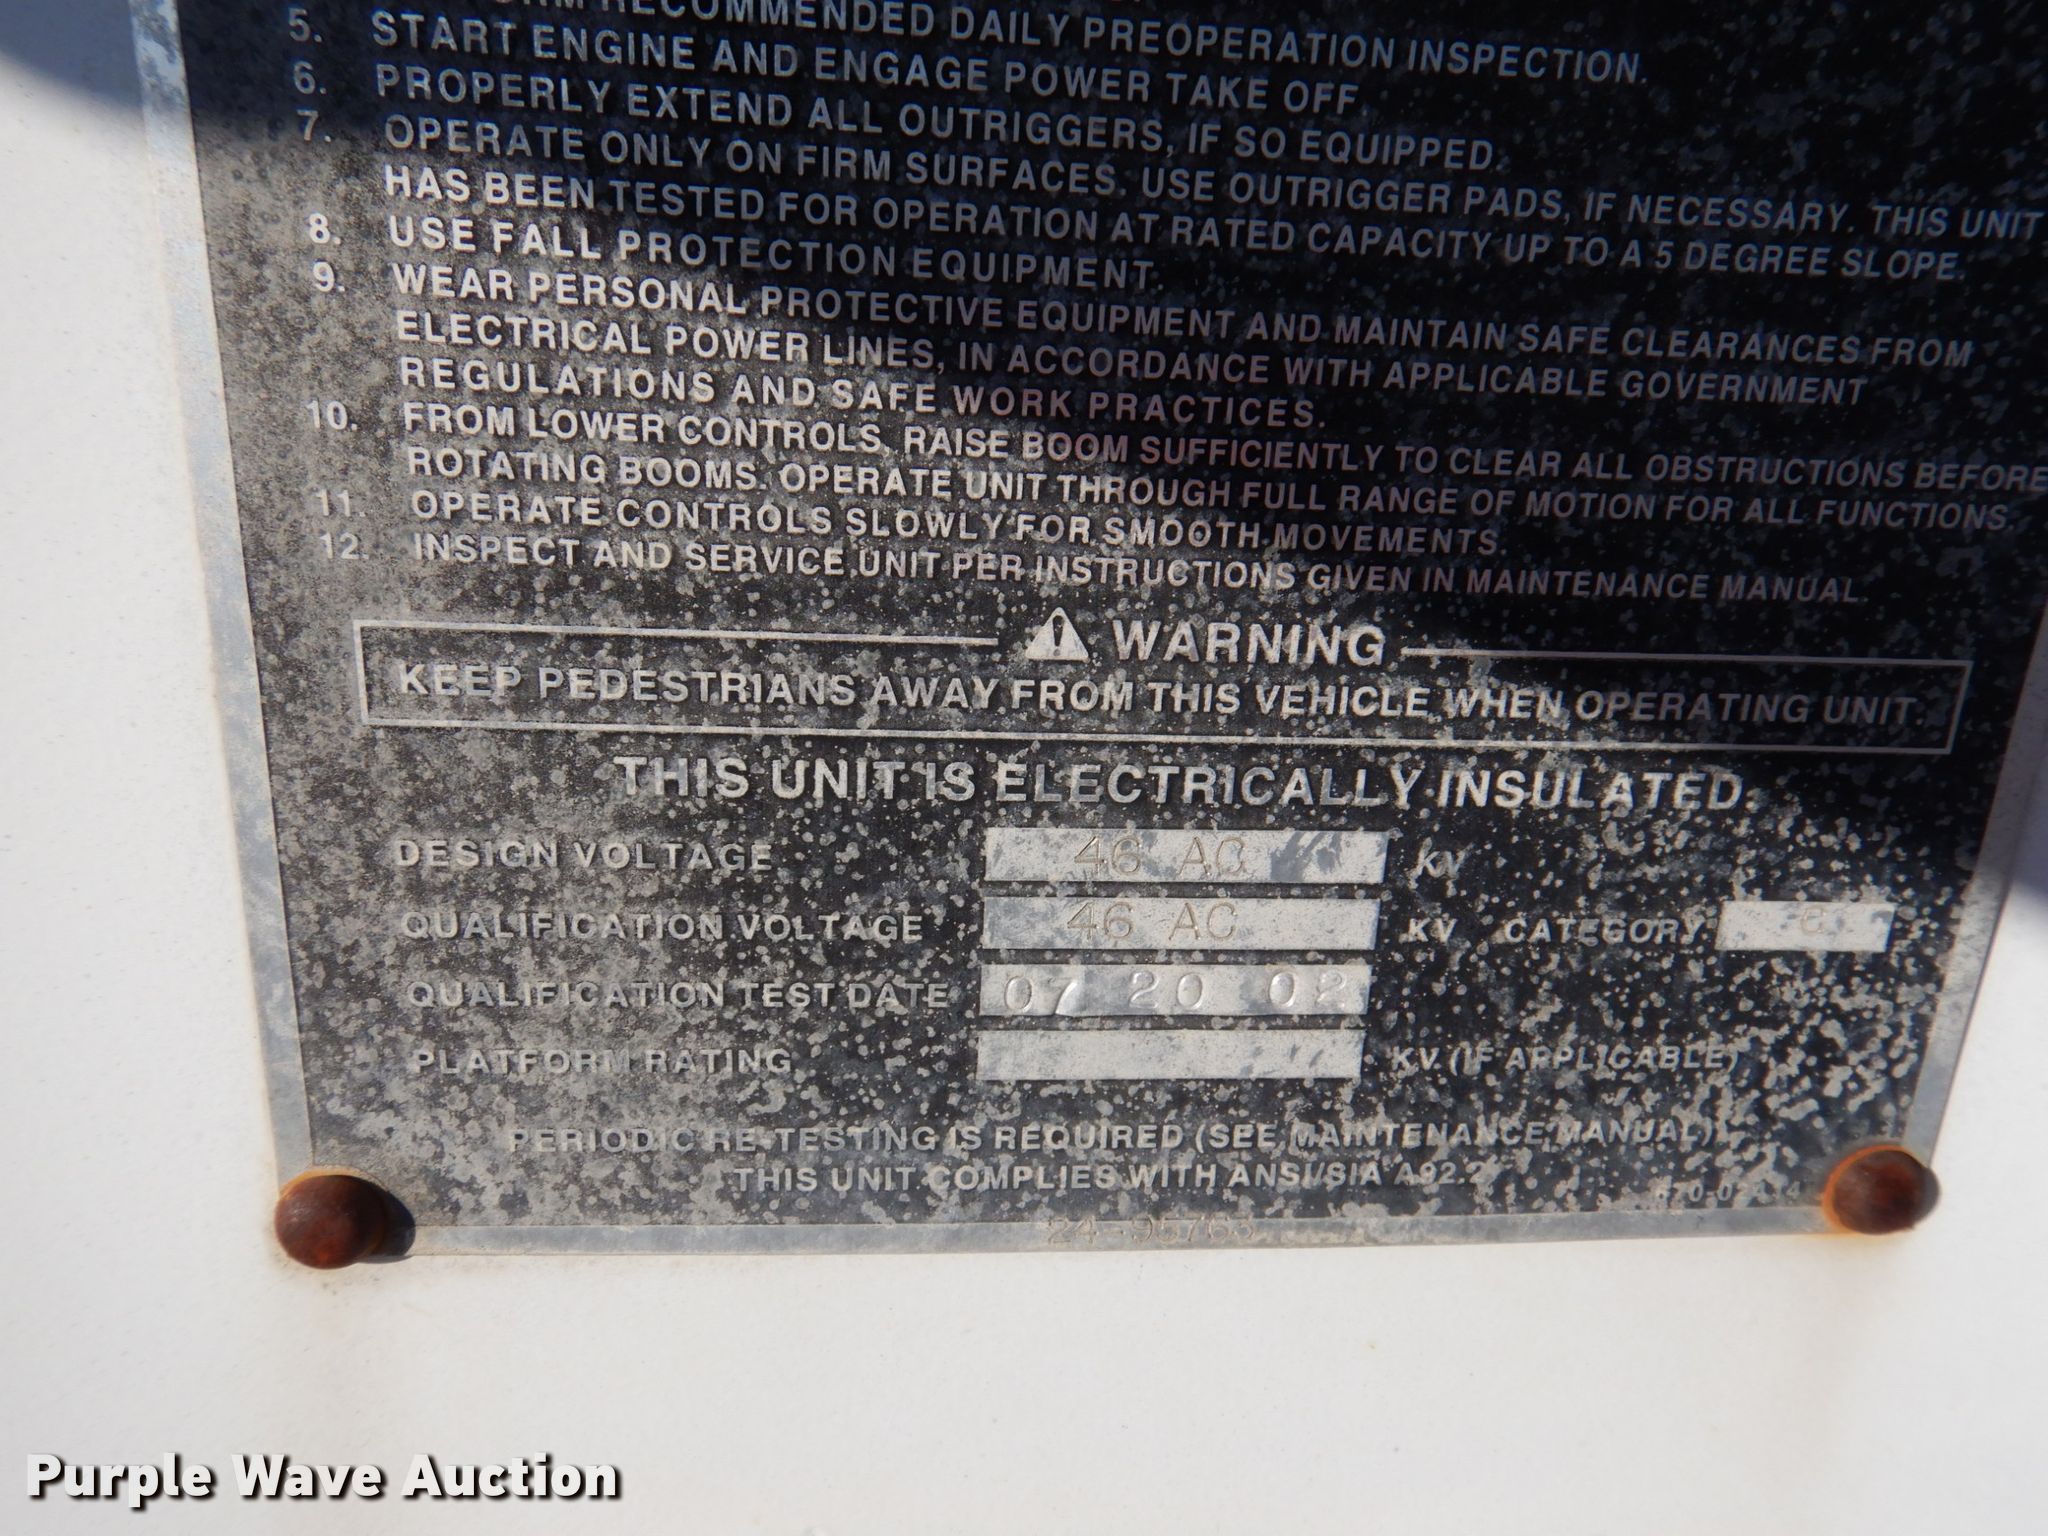 RECOMMENDED DAILY PREOPERATION INSPECTION.
5. START ENGINE AND ENGAGE POWER TAKE OFF.
6. PROPERLY EXTEND ALL OUTRIGGERS, IF SO EQUIPPED.
7. OPERATE ONLY ON FIRM SURFACES. USE OUTRIGGER PADS, IF NECESSARY. THIS UNIT
HAS BEEN TESTED FOR OPERATION AT RATED CAPACITY UP TO A 5 DEGREE SLOPE.
8. USE FALL PROTECTION EQUIPMENT.
9. WEAR PERSONAL PROTECTIVE EQUIPMENT AND MAINTAIN SAFE CLEARANCES FROM
ELECTRICAL POWER LINES, IN ACCORDANCE WITH APPLICABLE GOVERNMENT
REGULATIONS AND SAFE WORK PRACTICES.
10. FROM LOWER CONTROLS, RAISE BOOM SUFFICIENTLY TO CLEAR ALL OBSTRUCTIONS BEFORE
ROTATING BOOMS. OPERATE UNIT THROUGH FULL RANGE OF MOTION FOR ALL FUNCTIONS.
11. OPERATE CONTROLS SLOWLY FOR SMOOTH MOVEMENTS.
12. INSPECT AND SERVICE UNIT PER INSTRUCTIONS GIVEN IN MAINTENANCE MANUAL.
WARNING
KEEP PEDESTRIANS AWAY FROM THIS VEHICLE WHEN OPERATING UNIT.
THIS UNIT IS ELECTRICALLY INSULATED.
DESIGN VOLTAGE 46 AC KV
QUALIFICATION VOLTAGE 46 AC KV CATEGORY C
QUALIFICATION TEST DATE 07 20 02
PLATFORM RATING KV (IF APPLICABLE)
PERIODIC RE-TESTING IS REQUIRED (SEE MAINTENANCE MANUAL)
THIS UNIT COMPLIES WITH ANSI/SIA A92.2
24-95763
Purple Wave Auction